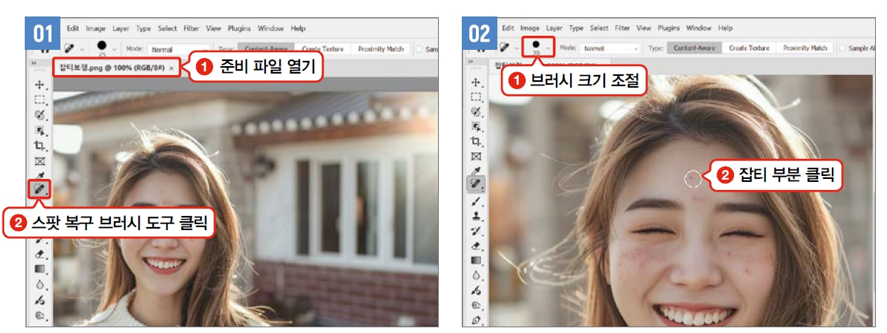 01
Edit Image Layer Type Select Filter View Plugins Window Help
Mode: Normal Type: Content-Aware Create Texture Proximity Match Sam
잡티보정.png @ 100% (RGB/8#) ×
① 준비 파일 열기
② 스팟 복구 브러시 도구 클릭
02
Edit Image Layer Type Select Filter View Plugins Window Help
20 Mode: Normal Type: Content-Aware Create Texture Proximity Match Sample Al
① 브러시 크기 조절
② 잡티 부분 클릭